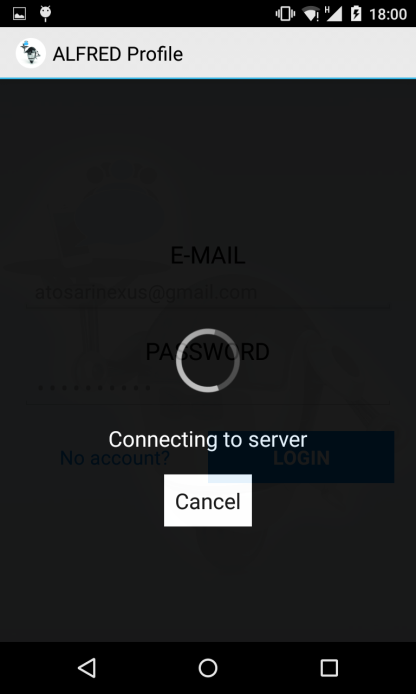 H
18:00
ALFRED Profile
E-MAIL
atosarinexus@gmail.com
PASSWORD
Connecting to server
No account?
LOGIN
Cancel